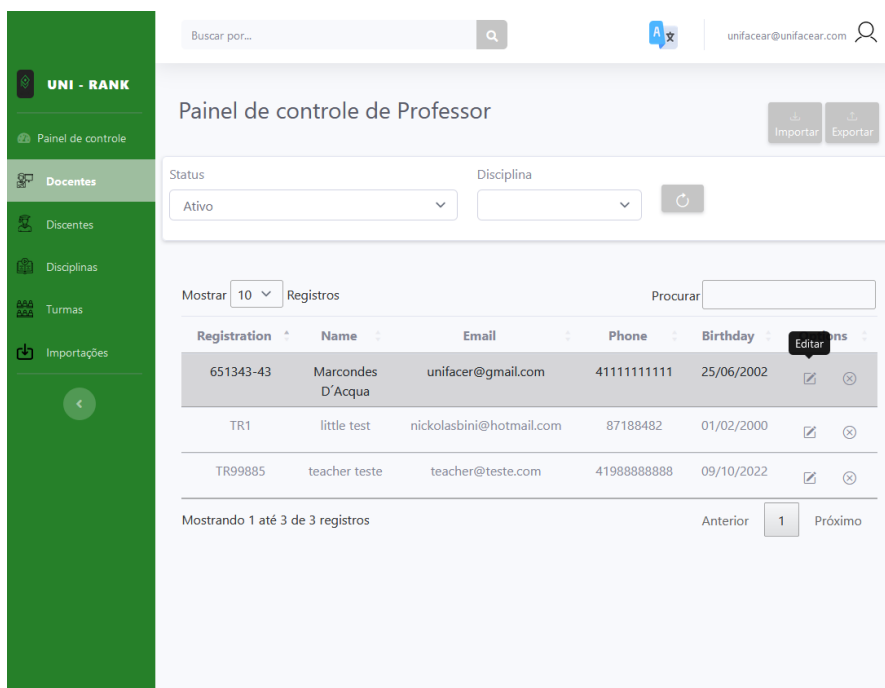 Buscar por...
unifacear@unifacear.com
UNI - RANK
Painel de controle
Docentes
Discentes
Disciplinas
Turmas
Importações
Painel de controle de Professor
Importar
Exportar
Status
Disciplina
Ativo
Mostrar 10 Registros
Procurar
Registration Name Email Phone Birthday
Editar
651343-43 Marcondes D´Acqua unifacer@gmail.com 41111111111 25/06/2002
TR1 little test nickolasbini@hotmail.com 87188482 01/02/2000
TR99885 teacher teste teacher@teste.com 41988888888 09/10/2022
Mostrando 1 até 3 de 3 registros
Anterior 1 Próximo